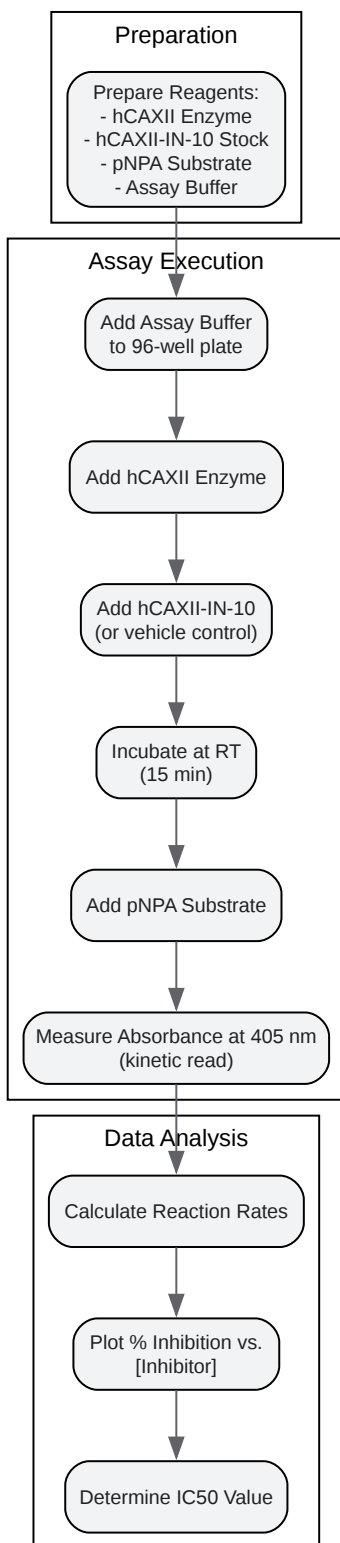 Preparation
Prepare Reagents:
- hCAXII Enzyme
- hCAXII-IN-10 Stock
- pNPA Substrate
- Assay Buffer
Assay Execution
Add Assay Buffer
to 96-well plate
Add hCAXII Enzyme
Add hCAXII-IN-10
(or vehicle control)
Incubate at RT
(15 min)
Add pNPA Substrate
Measure Absorbance at 405 nm
(kinetic read)
Data Analysis
Calculate Reaction Rates
Plot % Inhibition vs.
[Inhibitor]
Determine IC50 Value